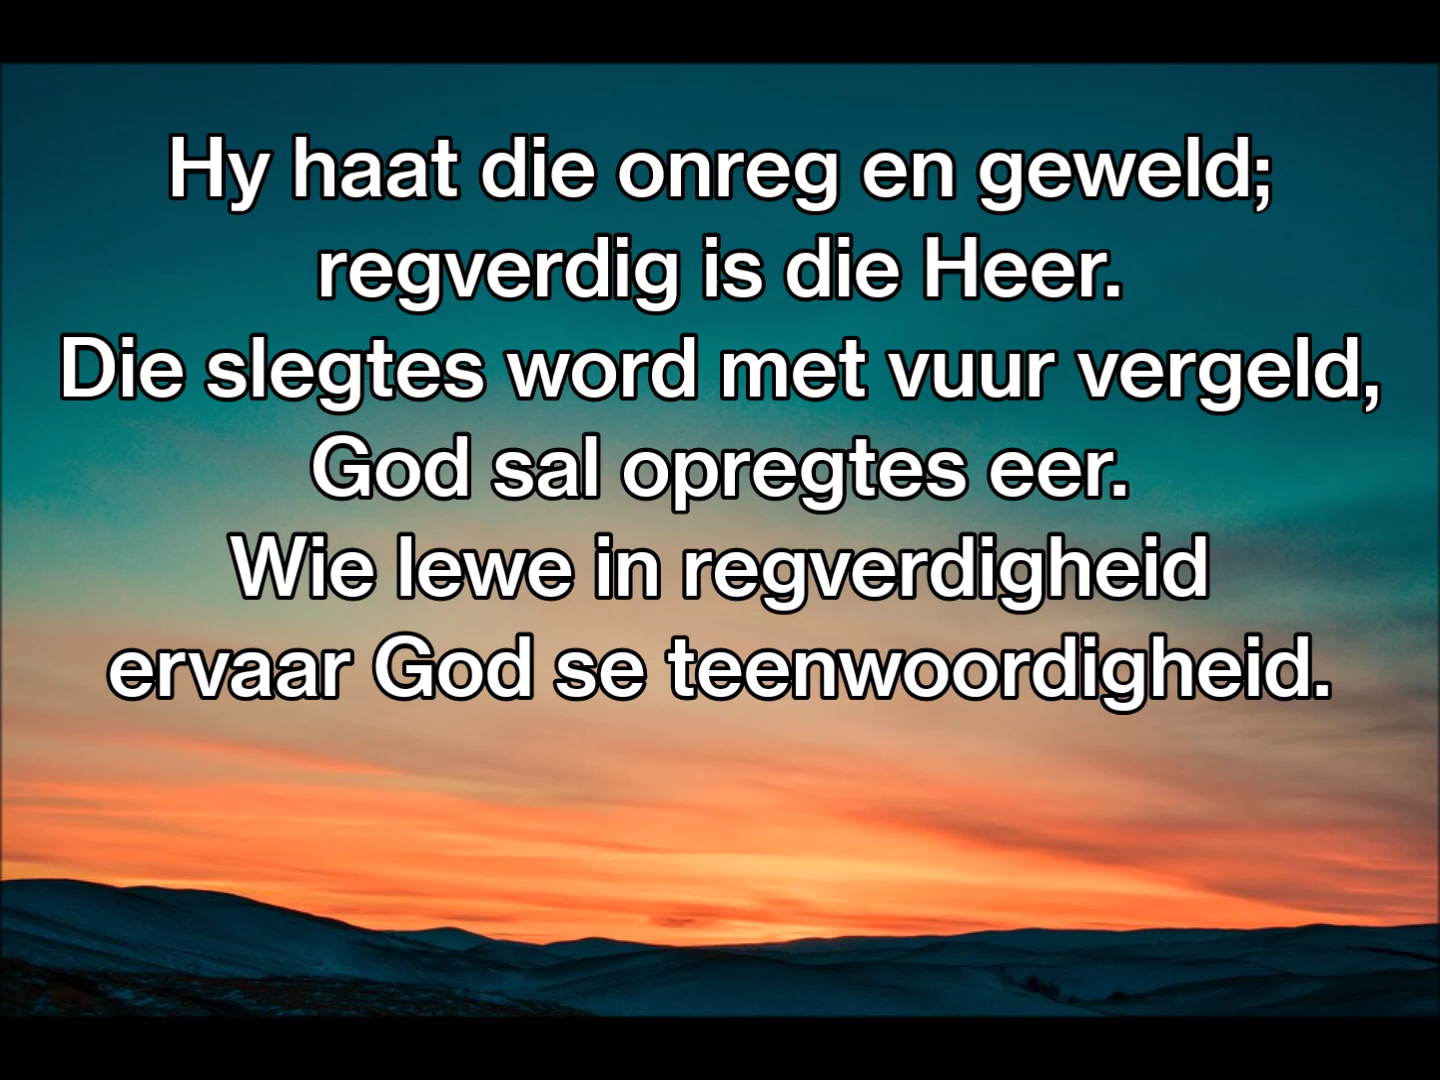 Hy haat die onreg en geweld;
regverdig is die Heer.
Die slegtes word met vuur vergeld,
God sal opregtes eer.
Wie lewe in regverdigheid
ervaar God se teenwoordigheid.